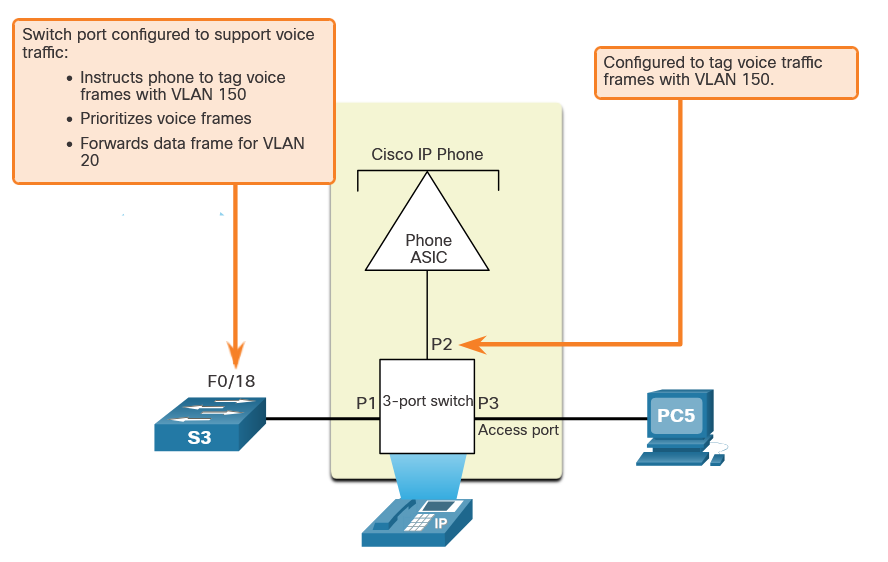 Switch port configured to support voice
traffic:
• Instructs phone to tag voice
frames with VLAN 150
• Prioritizes voice frames
• Forwards data frame for VLAN
20
Configured to tag voice traffic
frames with VLAN 150.
Cisco IP Phone
Phone
ASIC
P2
F0/18
P1
3-port switch
P3
Access port
S3
PC5
IP